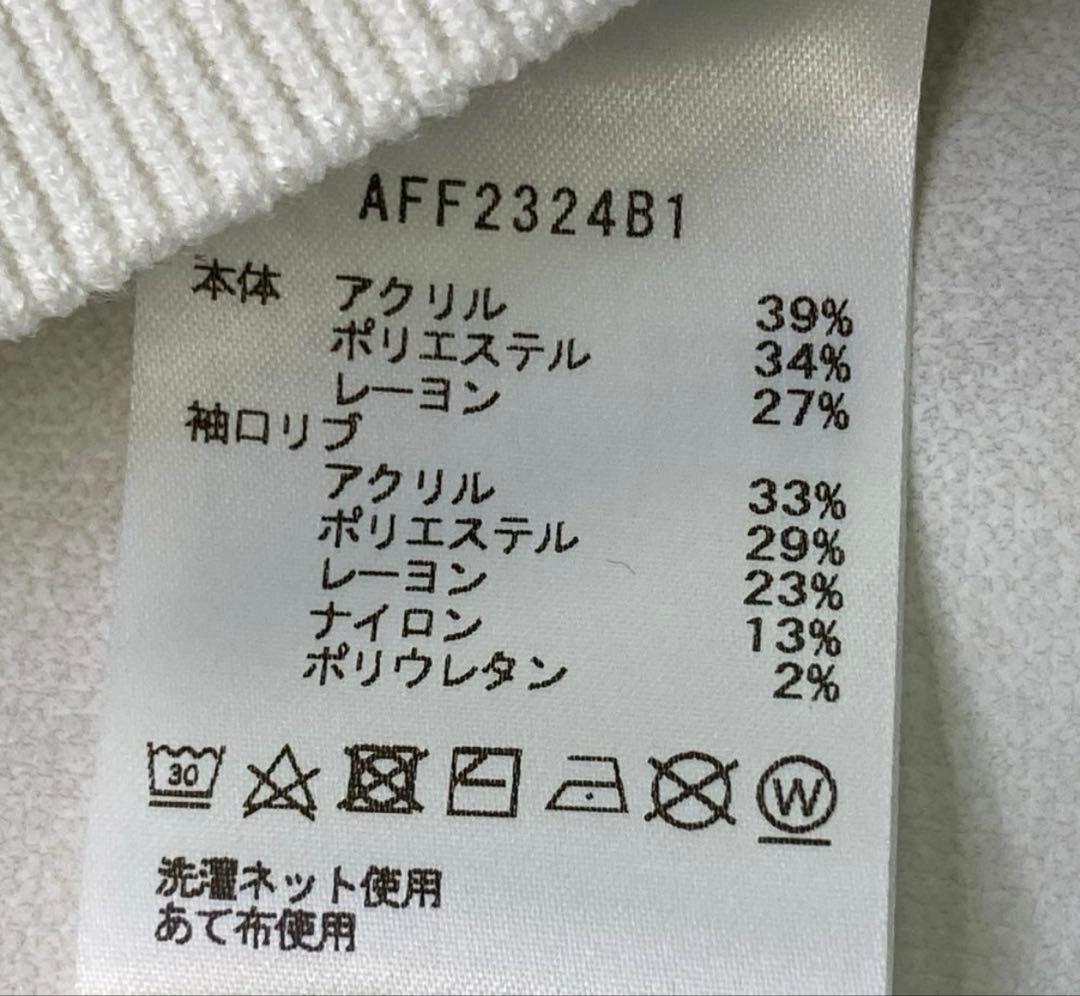 AFF2324B1
本体 アクリル 39%
ポリエステル 34%
レーヨン 27%
袖口リブ
アクリル 33%
ポリエステル 29%
レーヨン 23%
ナイロン 13%
ポリウレタン 2%
30 W
洗濯ネット使用
あて布使用